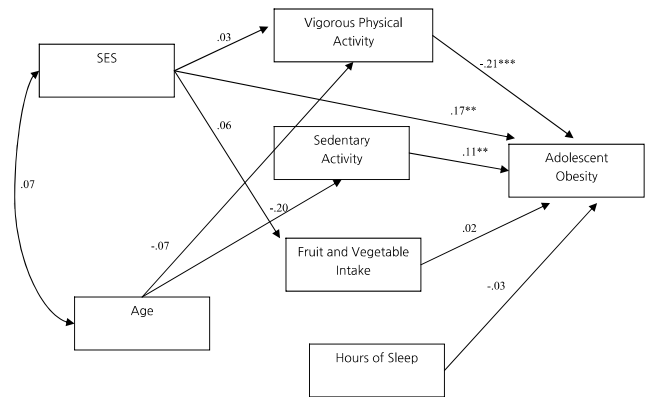 Vigorous Physical
Activity
.03
SES
-.21***
.17**
.06
Sedentary
Activity
.11**
Adolescent
Obesity
.07
-.20
-.07
Fruit and Vegetable
Intake
.02
-.03
Age
Hours of Sleep